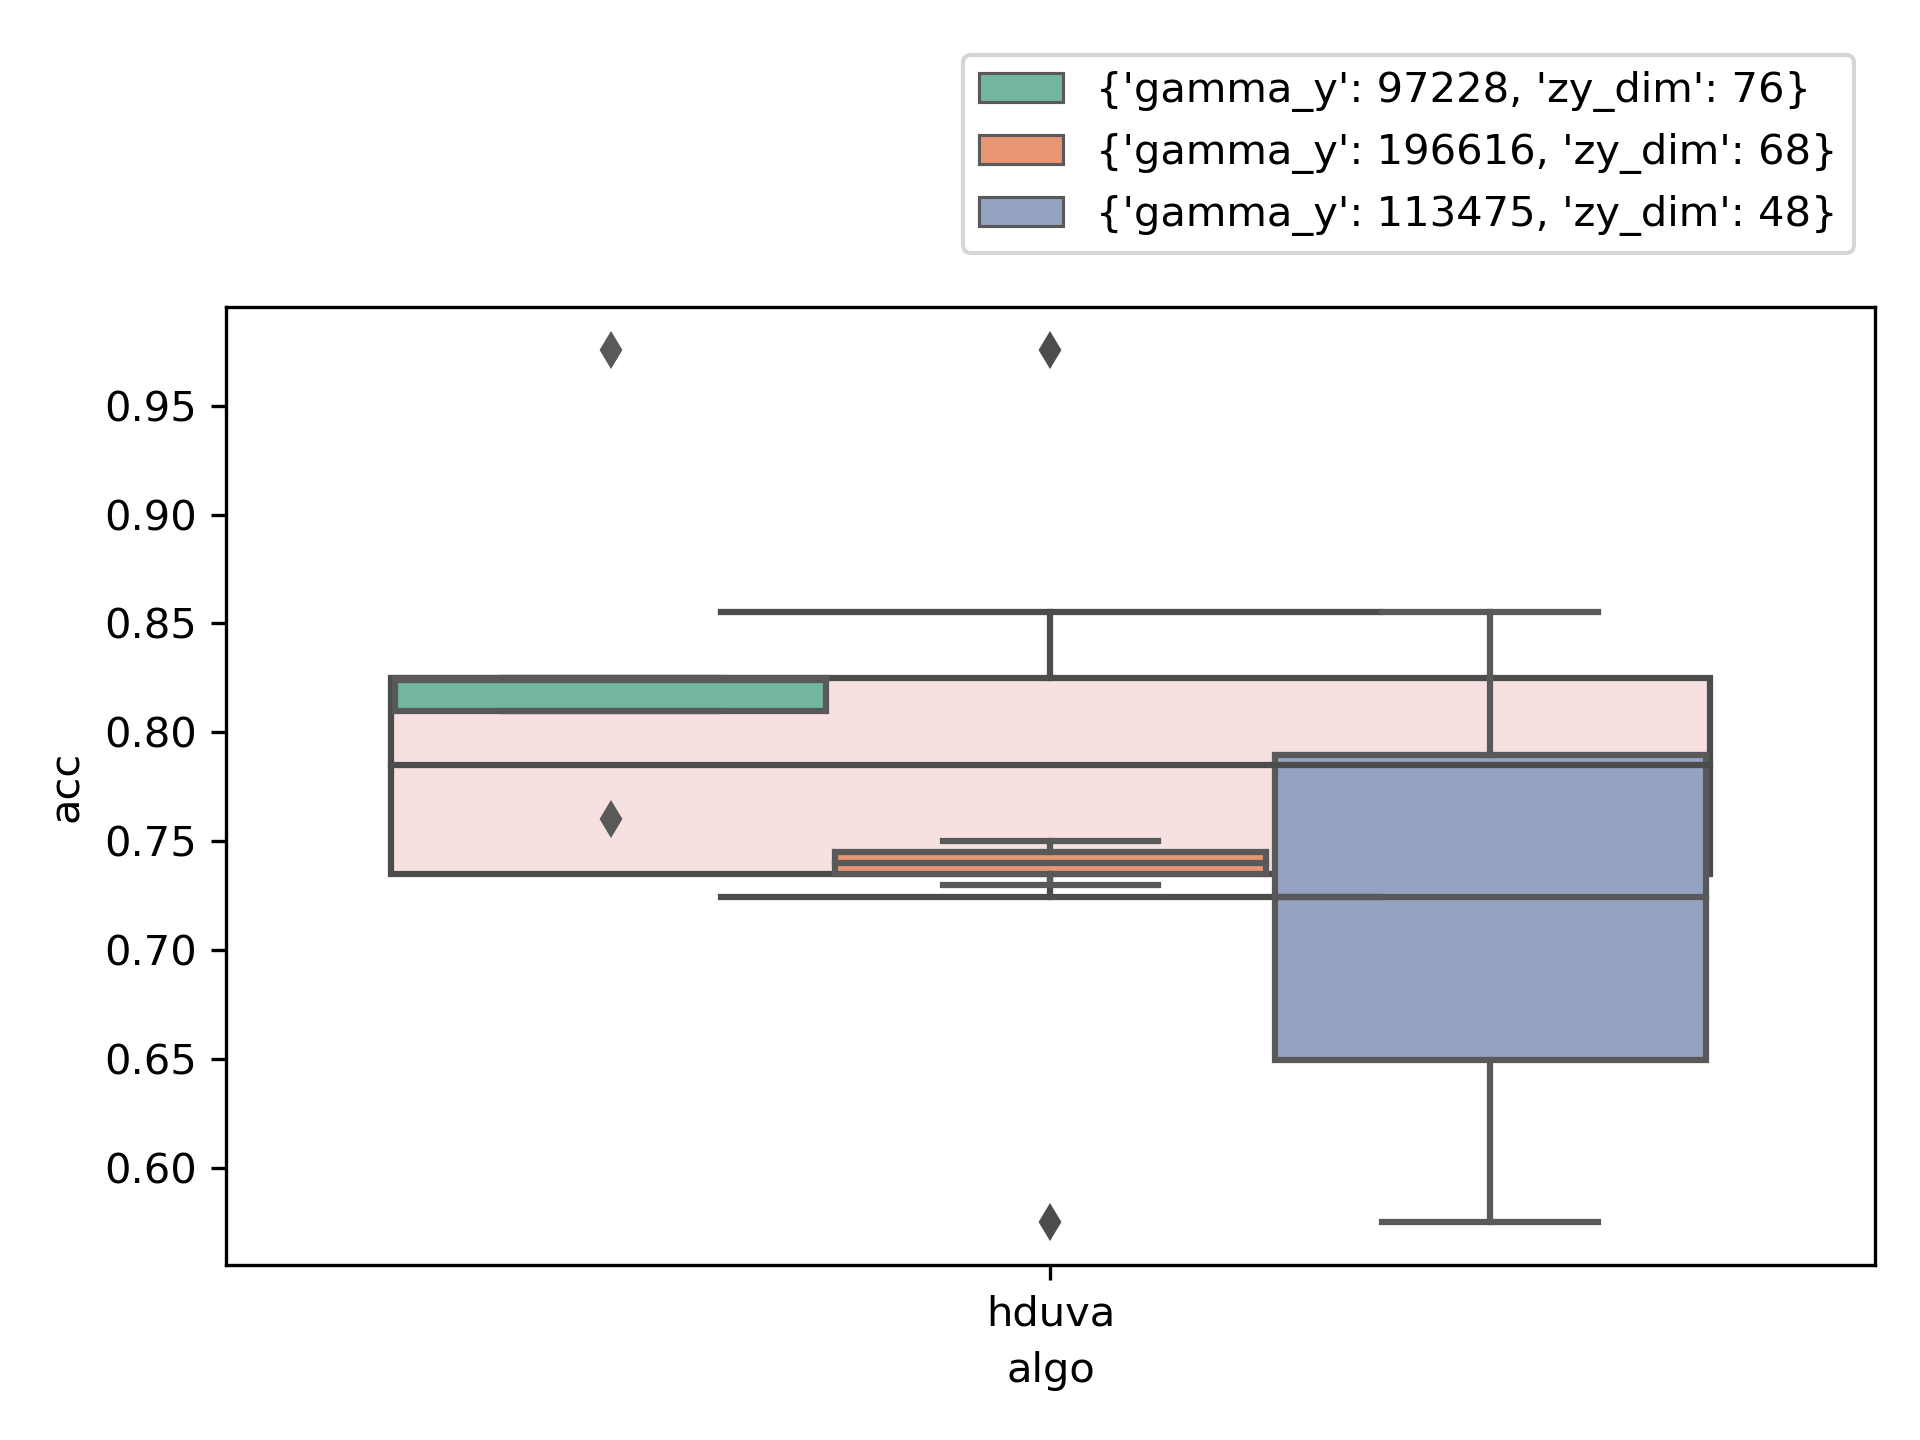 {'gamma_y': 97228, 'zy_dim': 76}
{'gamma_y': 196616, 'zy_dim': 68}
{'gamma_y': 113475, 'zy_dim': 48}
0.95
0.90
0.85
0.80
0.75
0.70
0.65
0.60
acc
hduva
algo